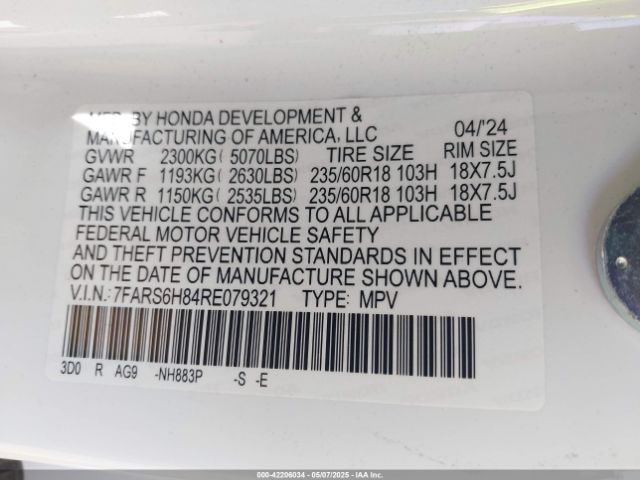 MFD. BY HONDA DEVELOPMENT &
MANUFACTURING OF AMERICA, LLC 04/'24
GVWR 2300KG( 5070LBS) TIRE SIZE RIM SIZE
GAWR F 1193KG( 2630LBS) 235/60R18 103H 18X7.5J
GAWR R 1150KG( 2535LBS) 235/60R18 103H 18X7.5J
THIS VEHICLE CONFORMS TO ALL APPLICABLE
FEDERAL MOTOR VEHICLE SAFETY
AND THEFT PREVENTION STANDARDS IN EFFECT
ON THE DATE OF MANUFACTURE SHOWN ABOVE.
V.I.N.:7FARS6H84RE079321 TYPE: MPV
3D0 R AG9 -NH883P -S -E
000-42206034 - 05/07/2025 - IAA Inc.